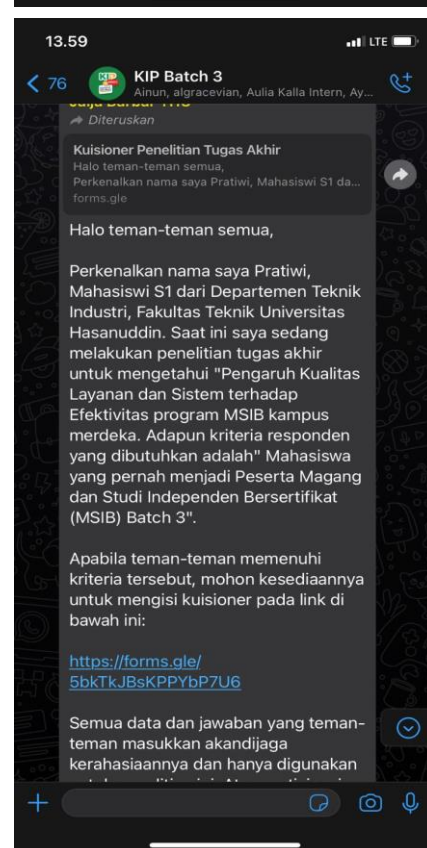 13.59
LTE
76
KIP Batch 3
Ainun, algracevian, Aulia Kalla Intern, Ay...
Diteruskan
Kuisioner Penelitian Tugas Akhir
Halo teman-teman semua,
Perkenalkan nama saya Pratiwi, Mahasiswi S1 da...
forms.gle
Halo teman-teman semua,
Perkenalkan nama saya Pratiwi,
Mahasiswi S1 dari Departemen Teknik
Industri, Fakultas Teknik Universitas
Hasanuddin. Saat ini saya sedang
melakukan penelitian tugas akhir
untuk mengetahui "Pengaruh Kualitas
Layanan dan Sistem terhadap
Efektivitas program MSIB kampus
merdeka. Adapun kriteria responden
yang dibutuhkan adalah" Mahasiswa
yang pernah menjadi Peserta Magang
dan Studi Independen Bersertifikat
(MSIB) Batch 3".
Apabila teman-teman memenuhi
kriteria tersebut, mohon kesediaannya
untuk mengisi kuisioner pada link di
bawah ini:
https://forms.gle/
5bkTkJBsKPPYbP7U6
Semua data dan jawaban yang teman-
teman masukkan akandijaga
kerahasiaannya dan hanya digunakan